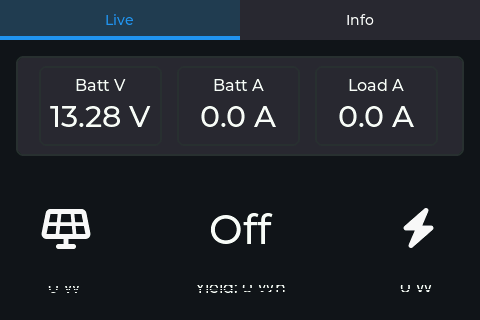 Live Info
Batt V Batt A Load A
13.28 V 0.0 A 0.0 A
Off
0 W Yield: 0 Wh 0 W